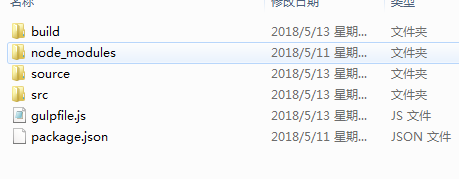 名称 修改日期 类型
build 2018/5/13 星期... 文件夹
node_modules 2018/5/11 星期... 文件夹
source 2018/5/13 星期... 文件夹
src 2018/5/13 星期... 文件夹
gulpfile.js 2018/5/13 星期... JS 文件
package.json 2018/5/11 星期... JSON 文件